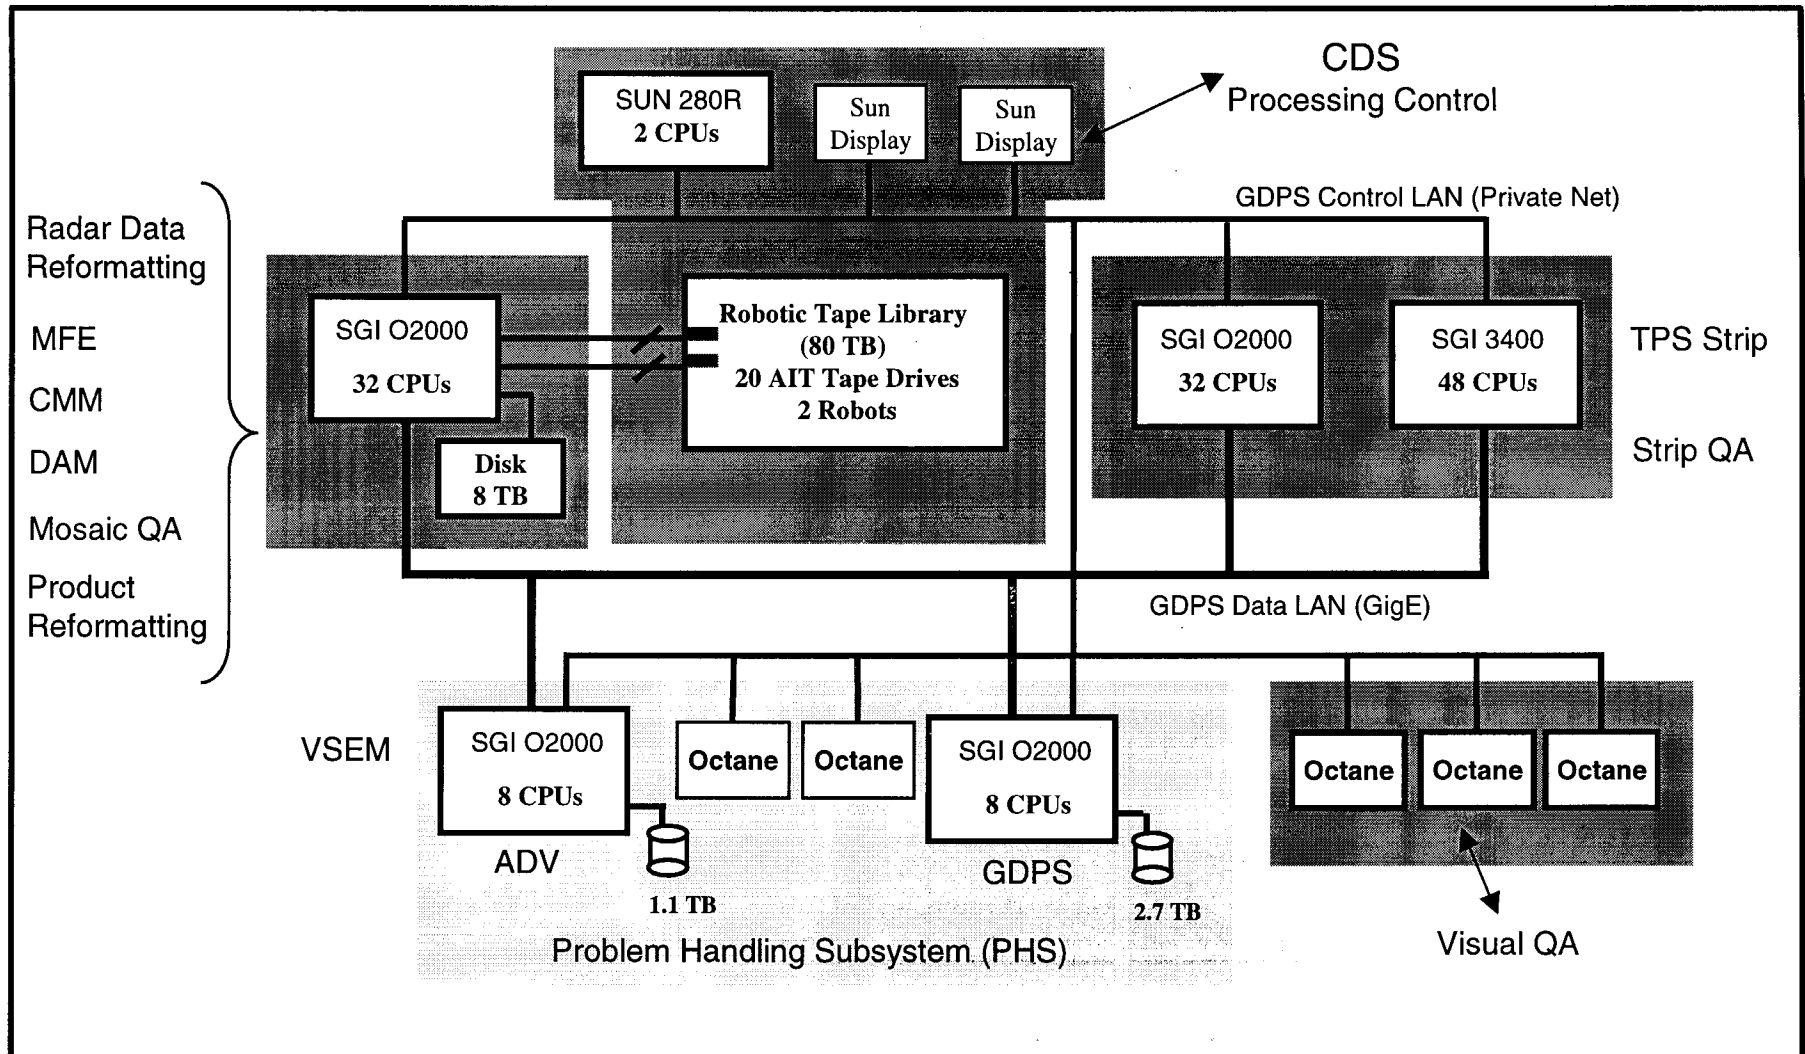 CDS
Processing Control
SUN 280R
2 CPUs
Sun
Display
Sun
Display
GDPS Control LAN (Private Net)
Radar Data
Reformatting
MFE
CMM
DAM
Mosaic QA
Product
Reformatting
SGI O2000
32 CPUs
Disk
8 TB
Robotic Tape Library
(80 TB)
20 AIT Tape Drives
2 Robots
SGI O2000
32 CPUs
SGI 3400
48 CPUs
TPS Strip
Strip QA
GDPS Data LAN (GigE)
VSEM
SGI O2000
8 CPUs
ADV
1.1 TB
Octane
Octane
SGI O2000
8 CPUs
GDPS
2.7 TB
Problem Handling Subsystem (PHS)
Octane
Octane
Octane
Visual QA